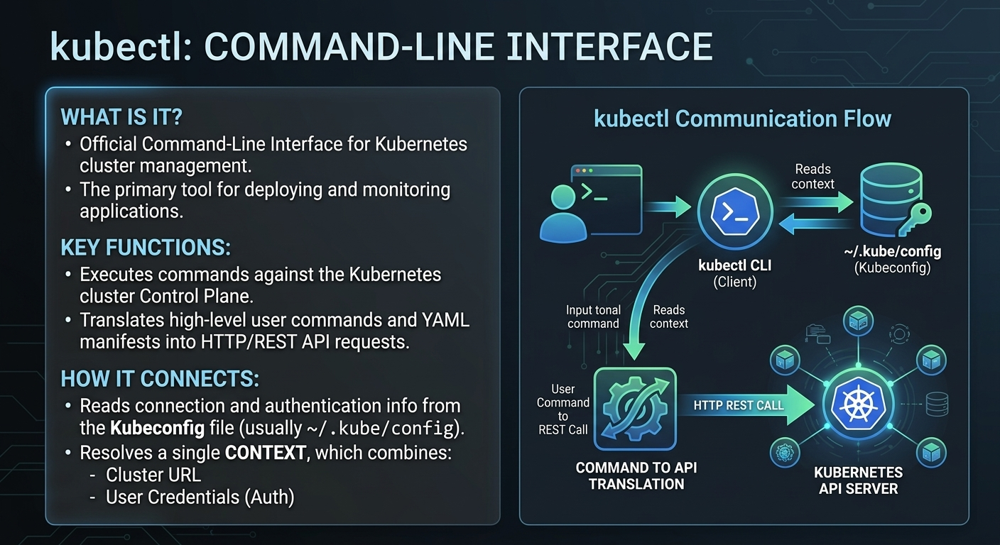 kubectl: COMMAND-LINE INTERFACE
WHAT IS IT?
• Official Command-Line Interface for Kubernetes
cluster management.
• The primary tool for deploying and monitoring
applications.
KEY FUNCTIONS:
• Executes commands against the Kubernetes
cluster Control Plane.
• Translates high-level user commands and YAML
manifests into HTTP/REST API requests.
HOW IT CONNECTS:
• Reads connection and authentication info from
the Kubeconfig file (usually ~/.kube/config).
• Resolves a single CONTEXT, which combines:
- Cluster URL
- User Credentials (Auth)
kubectl Communication Flow
Reads
context
kubectl CLI
(Client)
~/.kube/config
(Kubeconfig)
Input tonal
command
Reads
context
User
Command
to
REST Call
HTTP REST CALL
COMMAND TO API
TRANSLATION
KUBERNETES
API SERVER